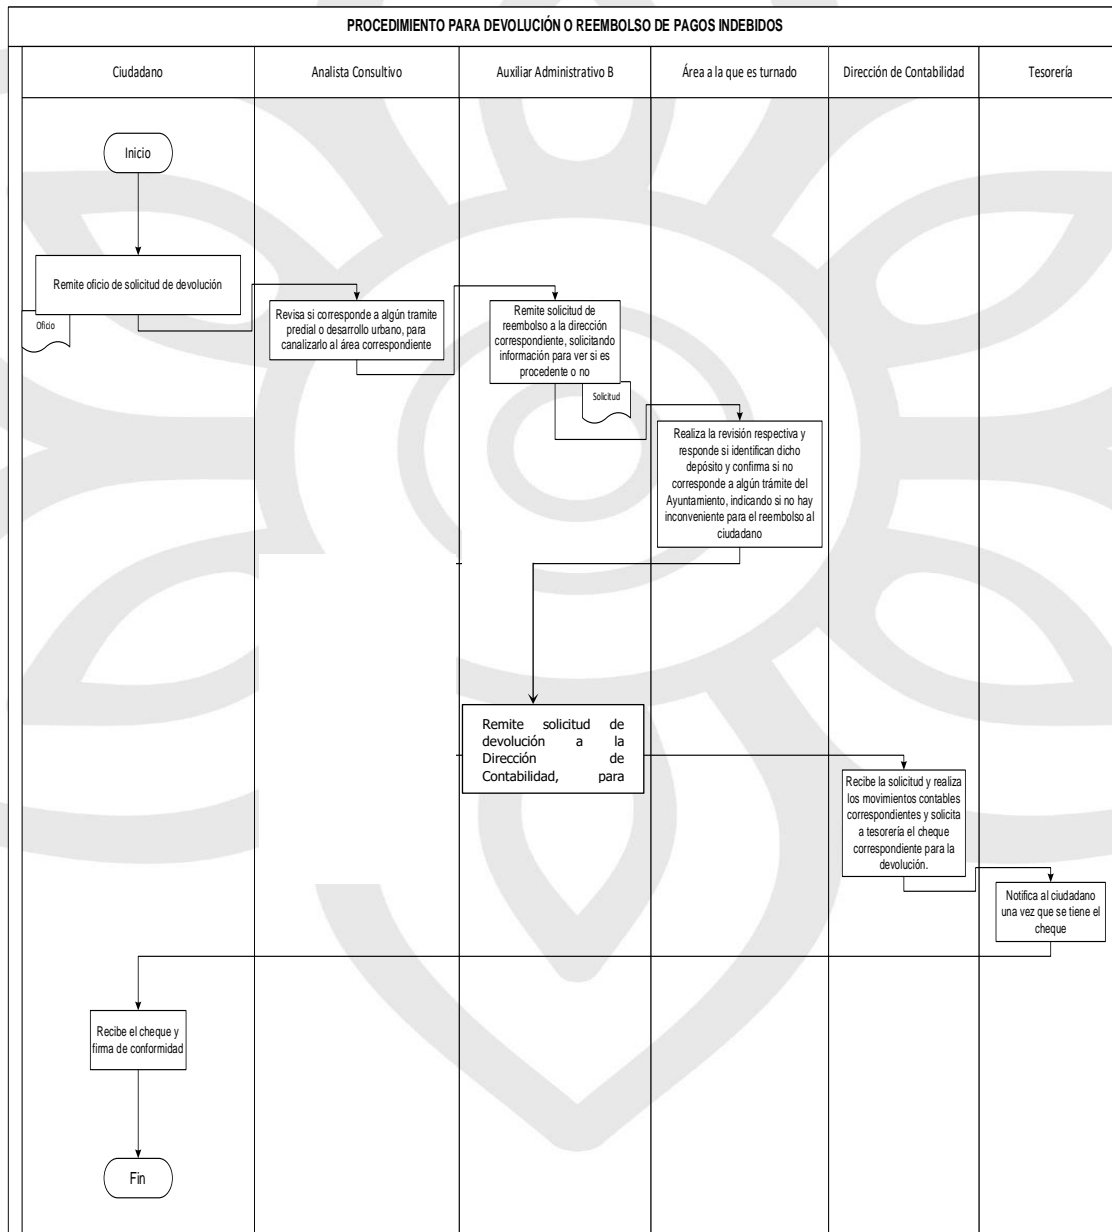 PROCEDIMIENTO PARA DEVOLUCIÓN O REEMBOLSO DE PAGOS INDEBIDOS
Ciudadano
Analista Consultivo
Auxiliar Administrativo B
Área a la que es turnado
Dirección de Contabilidad
Tesorería
Inicio
Remite oficio de solicitud de devolución
Oficio
Revisa si corresponde a algún tramite
predial o desarrollo urbano, para
canalizarlo al área correspondiente
Remite solicitud de
reembolso a la dirección
correspondiente, solicitando
información para ver si es
procedente o no
Solicitud
Realiza la revisión respectiva y
responde si identifican dicho
depósito y confirma si no
corresponde a algún trámite del
Ayuntamiento, indicando si no hay
inconveniente para el reembolso al
ciudadano
Remite solicitud de
devolución a la
Dirección de
Contabilidad, para
Recibe la solicitud y realiza
los movimientos contables
correspondientes y solicita
a tesorería el cheque
correspondiente para la
devolución.
Notifica al ciudadano
una vez que se tiene el
cheque
Recibe el cheque y
firma de conformidad
Fin